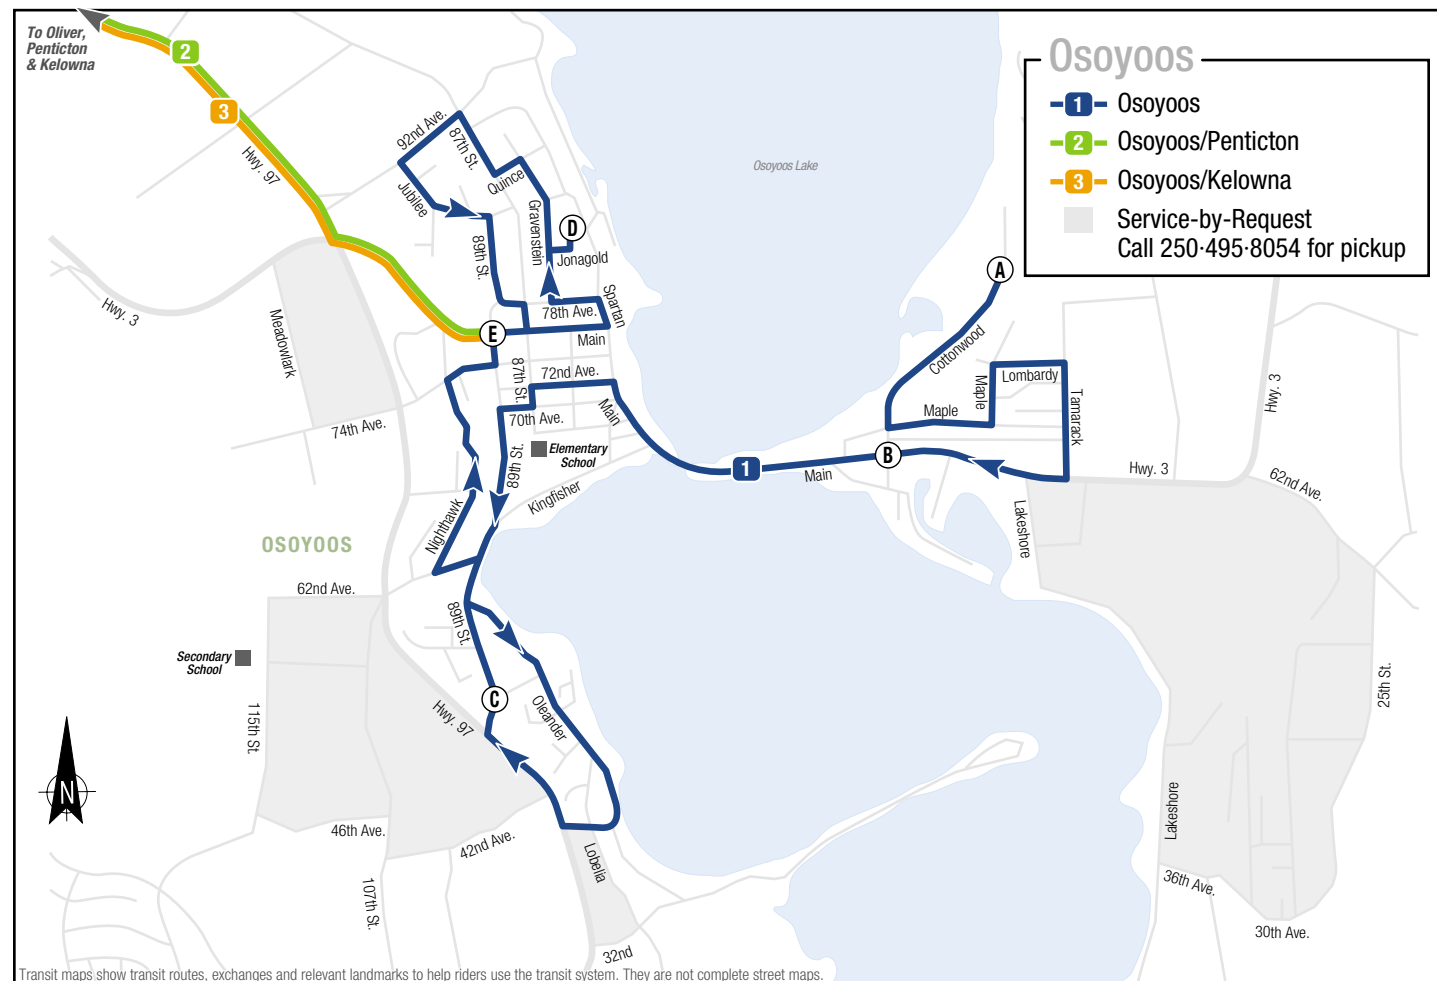 To Oliver,
Penticton
& Kelowna
2
3
Hwy. 97
Osoyoos
1 Osoyoos
2 Osoyoos/Penticton
3 Osoyoos/Kelowna
Service-by-Request
Call 250·495·8054 for pickup
Osoyoos Lake
92nd Ave.
87th St.
Quince
Jubilee
Gravenstein
D
Jonagold
89th St.
Spartan
78th Ave.
Main
E
A
Hwy. 3
Meadowlark
87th St.
72nd Ave.
70th Ave.
Main
74th Ave.
Elementary
School
89th St.
Kingfisher
Nighthawk
1
Main
B
Cottonwood
Maple
Maple
Lombardy
Tamarack
Hwy. 3
Hwy. 3
62nd Ave.
Lakeshore
OSOYOOS
62nd Ave.
89th St.
Secondary
School
C
Oleander
Hwy. 97
115th St.
25th St.
N
46th Ave.
42nd Ave.
Lobelia
107th St.
32nd
Lakeshore
36th Ave.
30th Ave.
Transit maps show transit routes, exchanges and relevant landmarks to help riders use the transit system. They are not complete street maps.